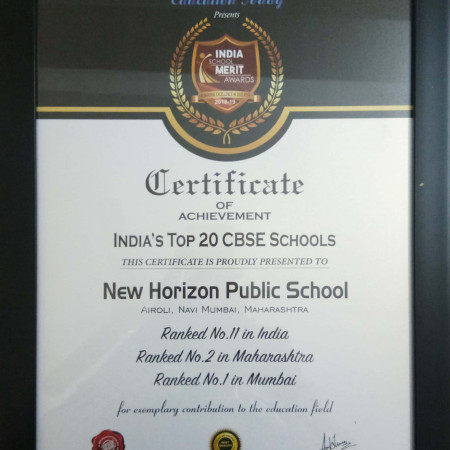 Education Today
Presents
INDIA
SCHOOL
MERIT
AWARDS
2018-19
Certificate
OF
ACHIEVEMENT
INDIA'S TOP 20 CBSE SCHOOLS
THIS CERTIFICATE IS PROUDLY PRESENTED TO
NEW HORIZON PUBLIC SCHOOL
AIROLI, NAVI MUMBAI, MAHARASHTRA
Ranked No.11 in India
Ranked No.2 in Maharashtra
Ranked No.1 in Mumbai
for exemplary contribution to the education field